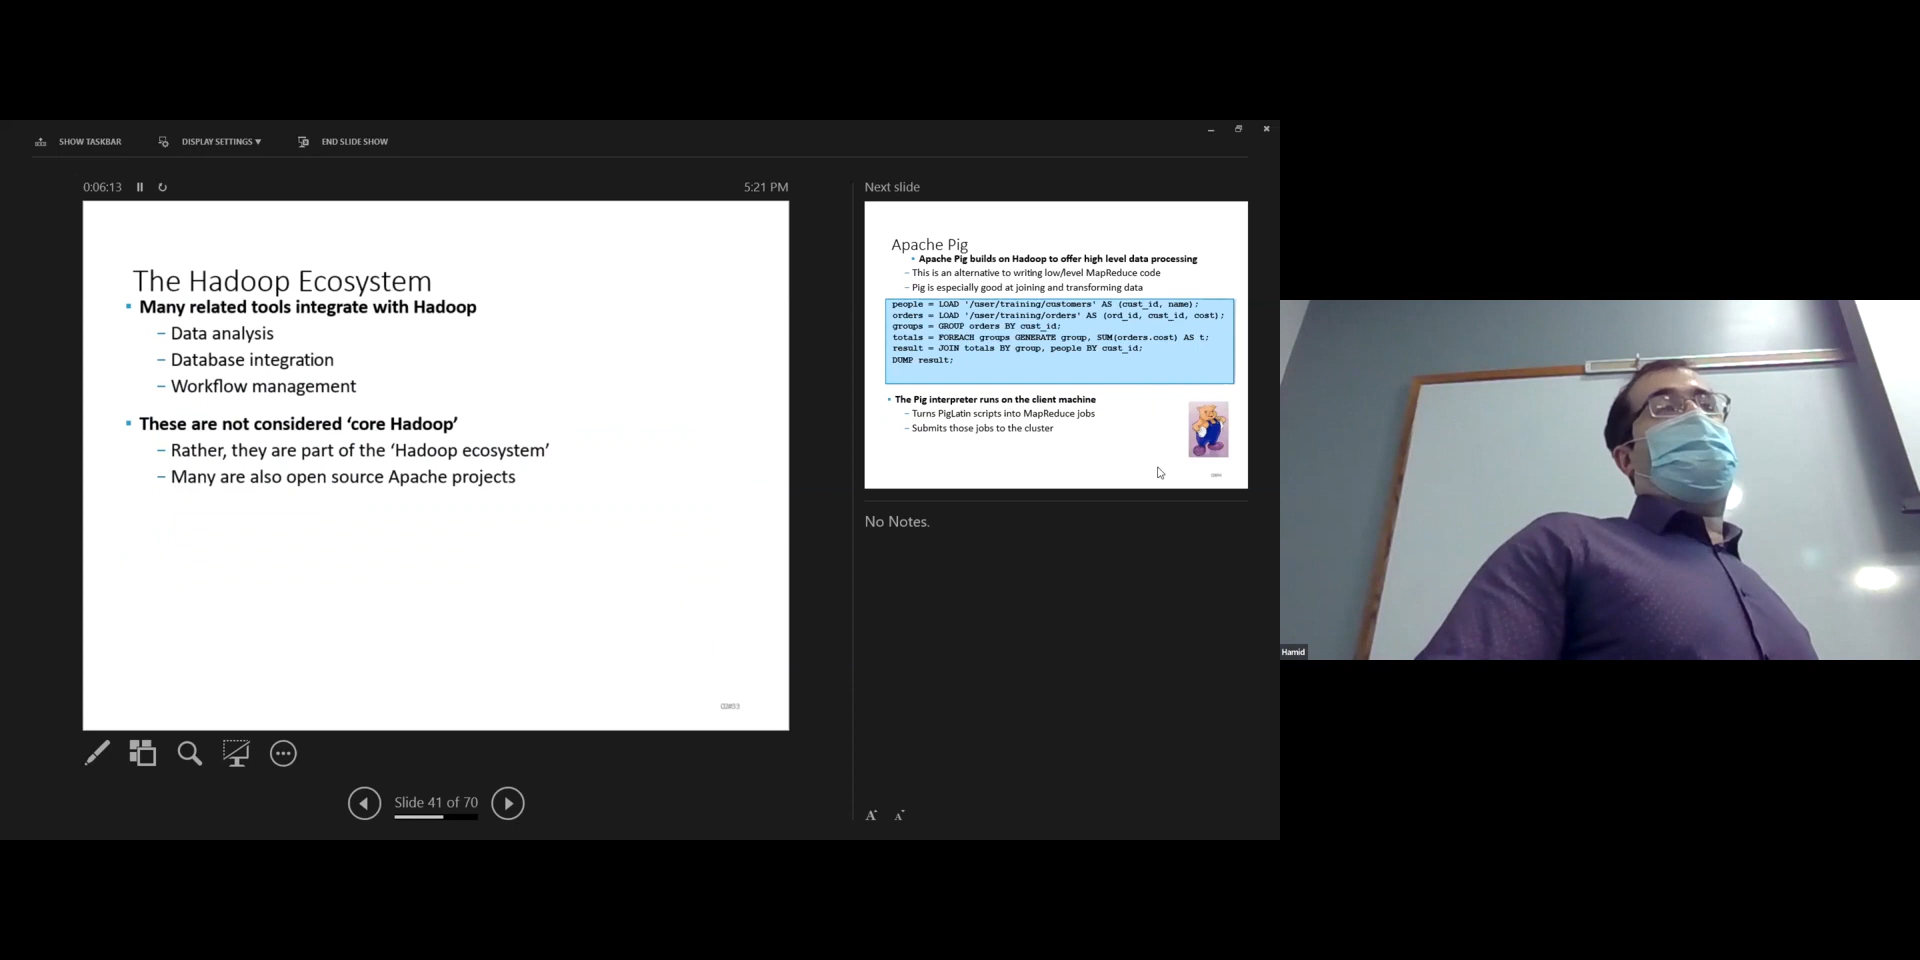 SHOW TASKBAR
DISPLAY SETTINGS ▼
END SLIDE SHOW
0:06:13
5:21 PM
The Hadoop Ecosystem
▪ Many related tools integrate with Hadoop
– Data analysis
– Database integration
– Workflow management
▪ These are not considered ‘core Hadoop’
– Rather, they are part of the ‘Hadoop ecosystem’
– Many are also open source Apache projects
Slide 41 of 70
Next slide
Apache Pig
▪ Apache Pig builds on Hadoop to offer high level data processing
– This is an alternative to writing low/level MapReduce code
– Pig is especially good at joining and transforming data
people = LOAD '/user/training/customers' AS (cust_id, name);
orders = LOAD '/user/training/orders' AS (ord_id, cust_id, cost);
groups = GROUP orders BY cust_id;
totals = FOREACH groups GENERATE group, SUM(orders.cost) AS t;
result = JOIN totals BY group, people BY cust_id;
DUMP result;
▪ The Pig interpreter runs on the client machine
– Turns PigLatin scripts into MapReduce jobs
– Submits those jobs to the cluster
No Notes.
A A
Hamid